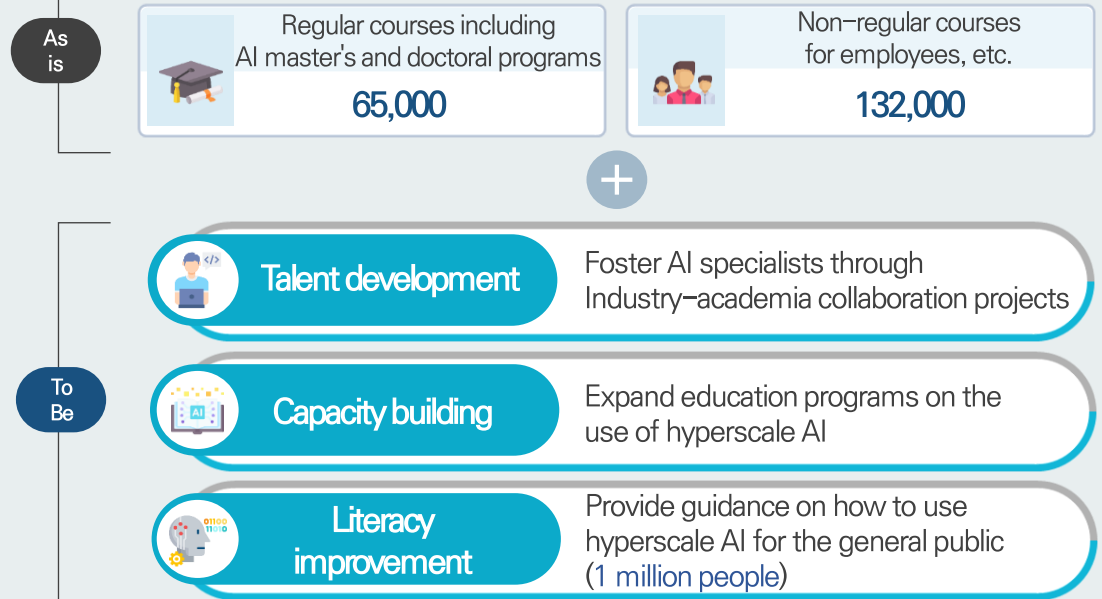 As
is
Regular courses including
AI master's and doctoral programs
65,000
Non-regular courses
for employees, etc.
132,000
+
To
Be
</>
Talent development
Foster AI specialists through
Industry-academia collaboration projects
AI
Capacity building
Expand education programs on the
use of hyperscale AI
01100
11010
Literacy
improvement
Provide guidance on how to use
hyperscale AI for the general public
(1 million people)